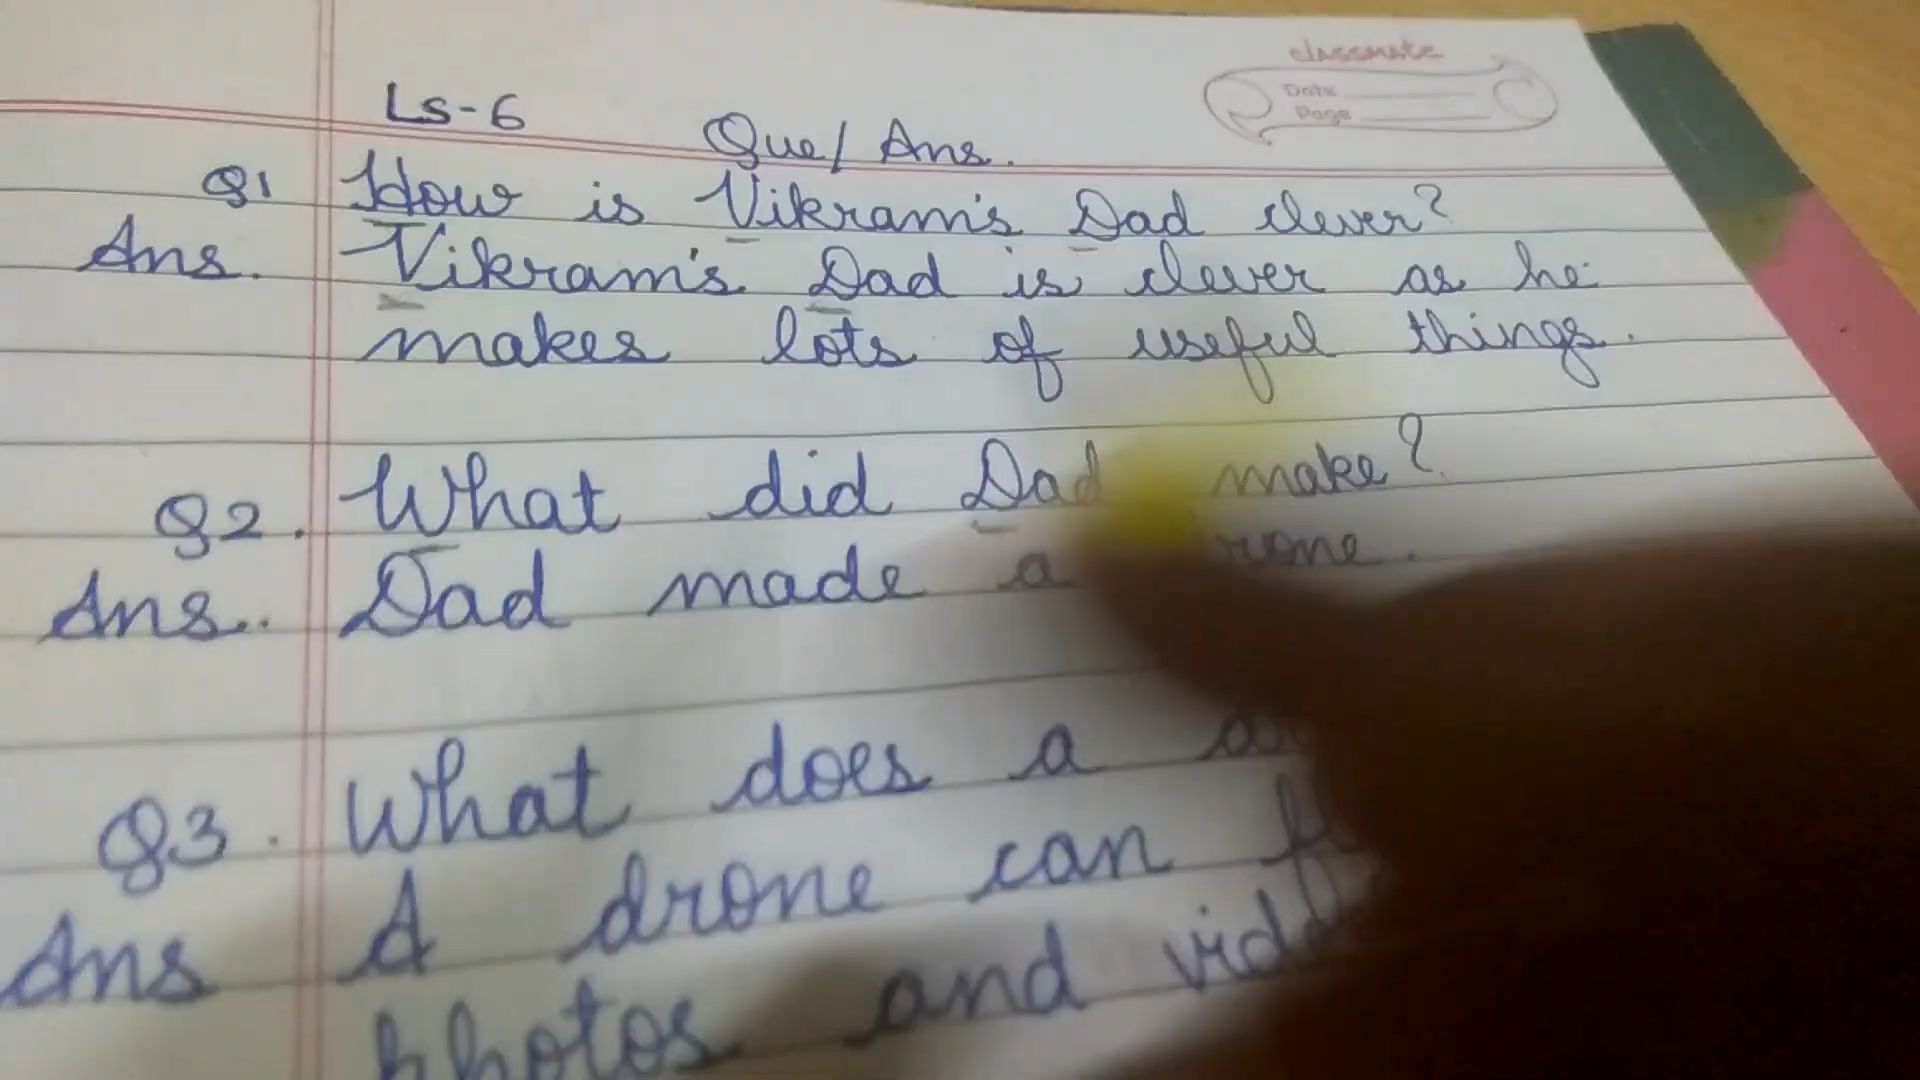 classmate
Date
Page
Ls-6
Que/ Ans.
Q1 How is Vikram's Dad clever?
Ans. Vikram's Dad is clever as he
makes lots of useful things.
Q2. What did Dad make?
Ans. Dad made a
Q3. What does a
Ans A drone can
photos and